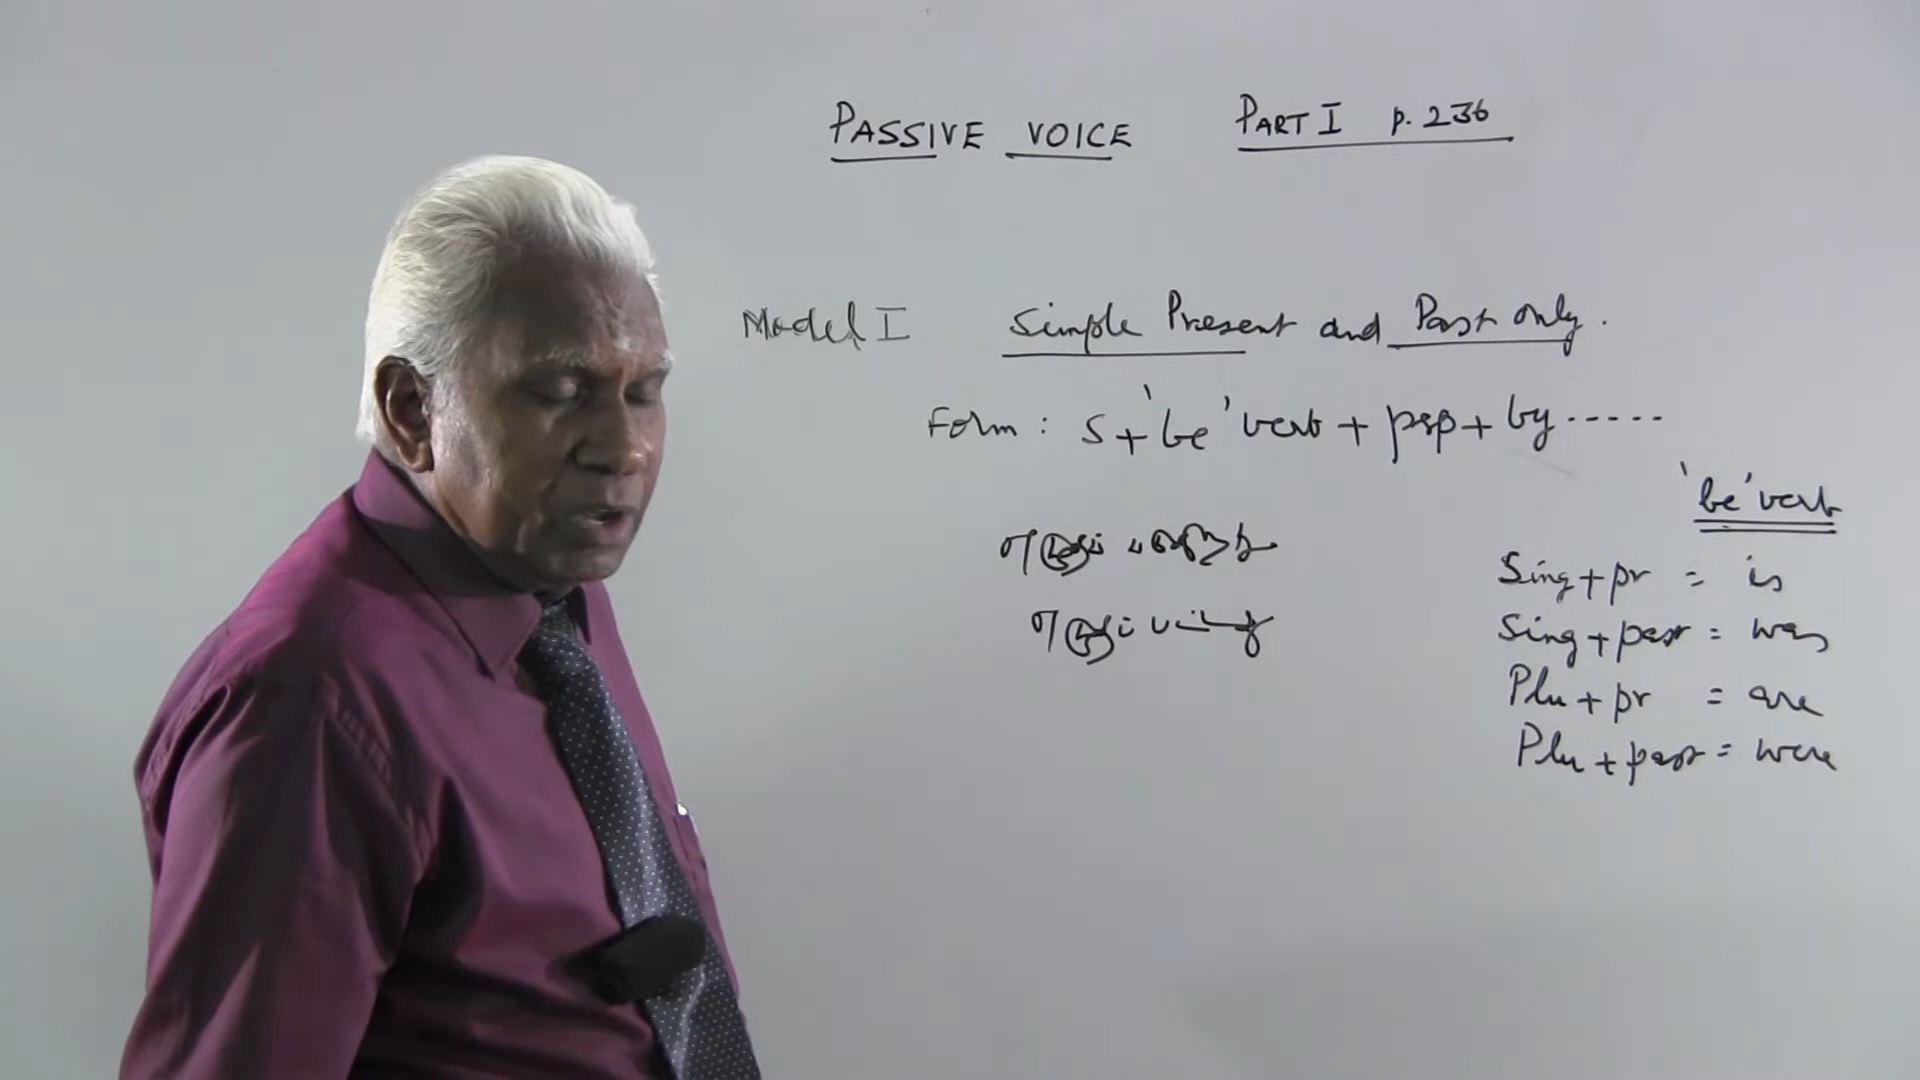 PASSIVE VOICE PART I p. 236
Model I Simple Present and Past only.
Form : S + 'be' verb + psp + by .....
'be' verb
Sing + pr = is
Sing + past = was
Plu + pr = are
Plu + past = were